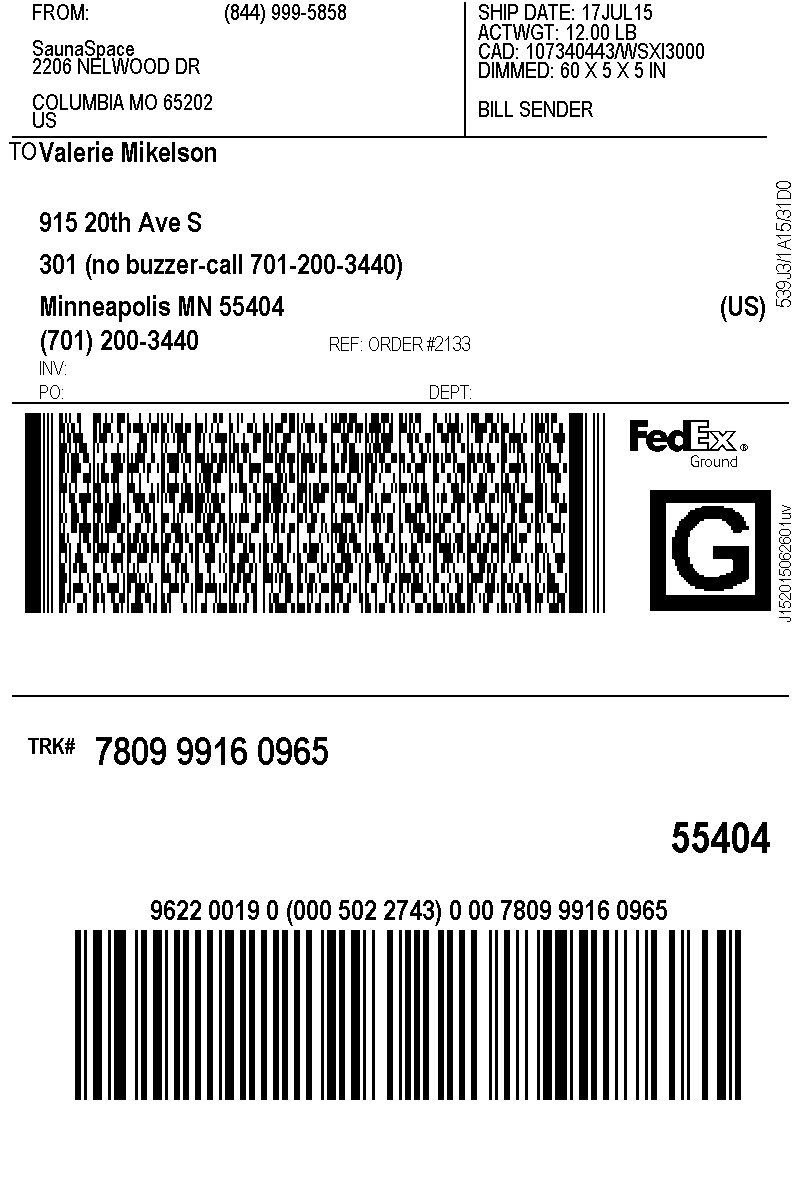 FROM: (844) 999-5858
SaunaSpace
2206 NELWOOD DR
COLUMBIA MO 65202
US
SHIP DATE: 17JUL15
ACTWGT: 12.00 LB
CAD: 107340443/WSXI3000
DIMMED: 60 X 5 X 5 IN
BILL SENDER
TO Valerie Mikelson
915 20th Ave S
301 (no buzzer-call 701-200-3440)
Minneapolis MN 55404 (US)
(701) 200-3440 REF: ORDER #2133
INV:
PO: DEPT:
539J3/1A15/31D0
FedEx ®
Ground
G
J152015062601uv
TRK# 7809 9916 0965
55404
9622 0019 0 (000 502 2743) 0 00 7809 9916 0965